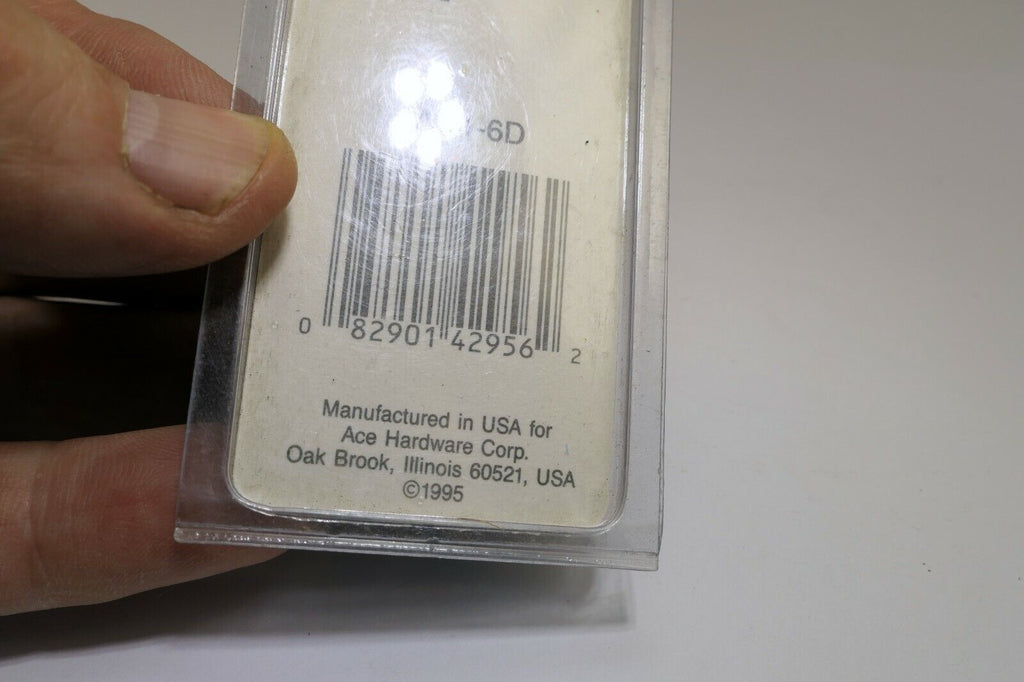 -6D
0 82901 42956 2
Manufactured in USA for
Ace Hardware Corp.
Oak Brook, Illinois 60521, USA
©1995